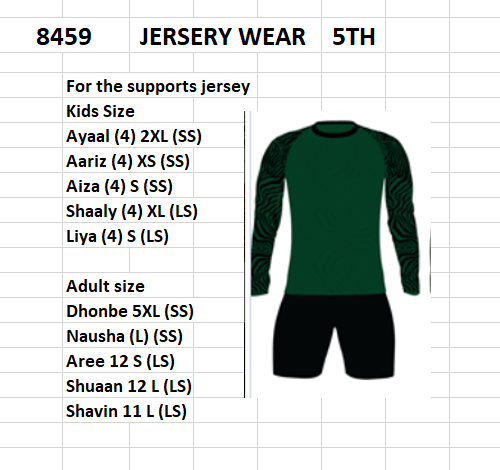 8459 JERSERY WEAR 5TH
For the supports jersey
Kids Size
Ayaal (4) 2XL (SS)
Aariz (4) XS (SS)
Aiza (4) S (SS)
Shaaly (4) XL (LS)
Liya (4) S (LS)
Adult size
Dhonbe 5XL (SS)
Nausha (L) (SS)
Aree 12 S (LS)
Shuaan 12 L (LS)
Shavin 11 L (LS)